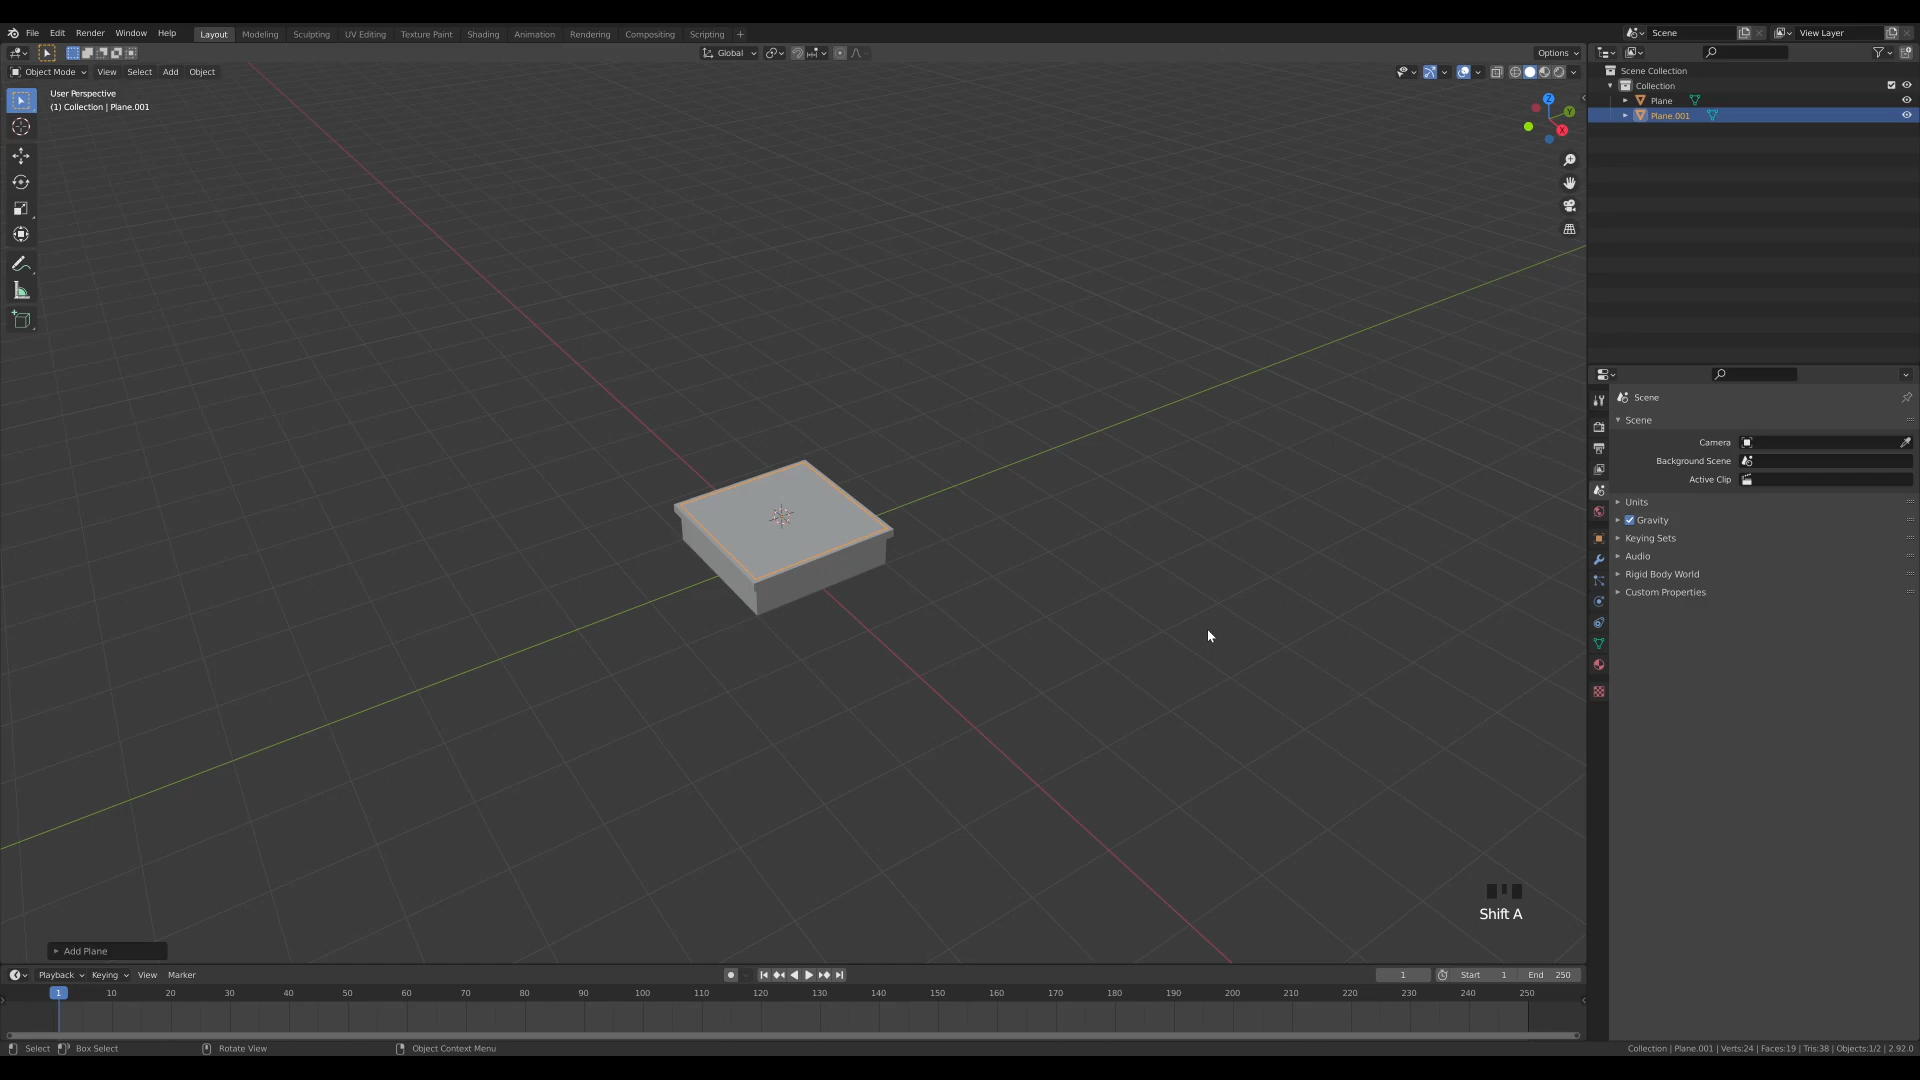 File Edit Render Window Help Layout Modeling Sculpting UV Editing Texture Paint Shading Animation Rendering Compositing Scripting + Scene View Layer
Global Options
Object Mode View Select Add Object
User Perspective
(1) Collection | Plane.001
Z
Y
X
Scene Collection
Collection
Plane
Plane.001
Scene
Scene
Camera
Background Scene
Active Clip
Units
Gravity
Keying Sets
Audio
Rigid Body World
Custom Properties
Shift A
Add Plane
Playback Keying View Marker 1 Start 1 End 250
1 10 20 30 40 50 60 70 80 90 100 110 120 130 140 150 160 170 180 190 200 210 220 230 240 250
Select Box Select Rotate View Object Context Menu Collection | Plane.001 | Verts:24 | Faces:19 | Tris:38 | Objects:1/2 | 2.92.0